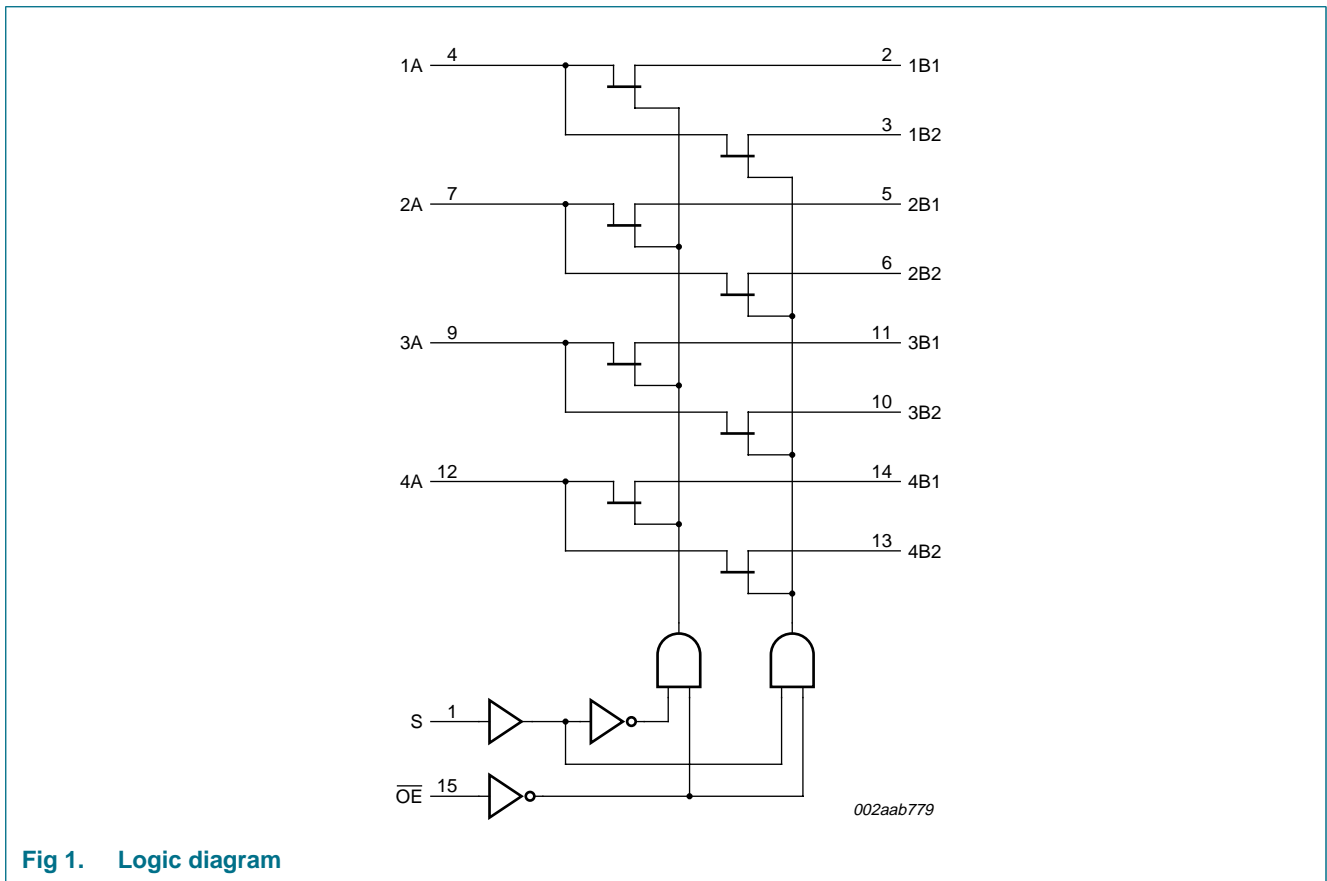 1A 4 2 1B1
3 1B2
2A 7 5 2B1
6 2B2
3A 9 11 3B1
10 3B2
4A 12 14 4B1
13 4B2
S 1
OE 15
002aab779
Fig 1. Logic diagram